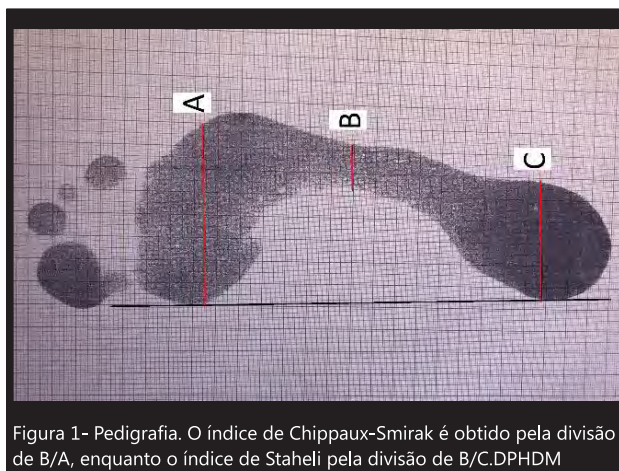 A
B
C
Figura 1- Pedigrafia. O índice de Chippaux-Smirak é obtido pela divisão
de B/A, enquanto o índice de Staheli pela divisão de B/C.DPHDM